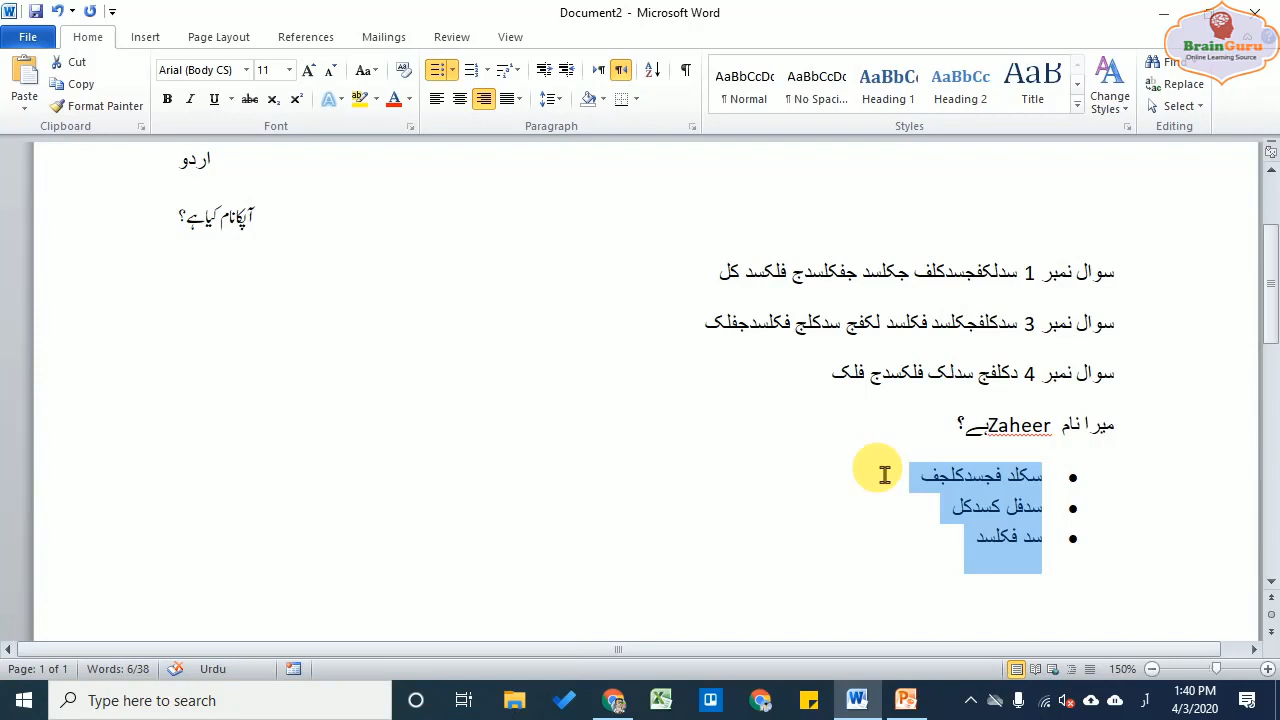 Document2 - Microsoft Word
File Home Insert Page Layout References Mailings Review View
BrainGuru
Online Learning Source
Paste
Cut
Copy
Format Painter
Clipboard
Arial (Body CS) 11
Font
Paragraph
AaBbCcDc AaBbCcDc AaBbCc AaBbCc AaB
¶ Normal ¶ No Spaci... Heading 1 Heading 2 Title
Styles
Change Styles
Find
Replace
Select
Editing
اردو
آپکانام کیاہے؟
سوال نمبر 1 سدلکفجسدکلف جکلسد جفکلسدج فلکسد کل
سوال نمبر 3 سدکلفجکلسد فکلسد لکفج سدکلج فکلسدجفلک
سوال نمبر 4 دکلفج سدلک فلکسدج فلک
میرا نام Zaheerہے؟
• سکلد فجسدکلجف
• سدفل کسدکل
• سد فکلسد
Page: 1 of 1 Words: 6/38 Urdu 150%
Type here to search
1:40 PM
4/3/2020